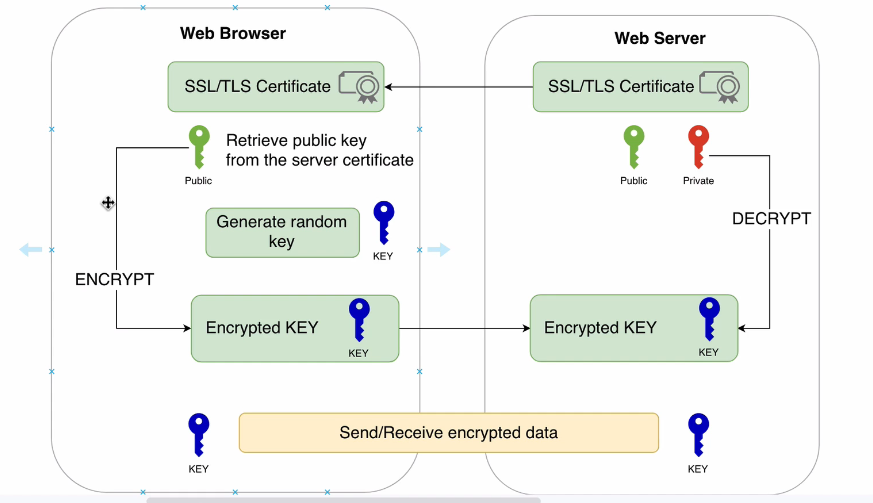 Web Browser
Web Server
SSL/TLS Certificate
SSL/TLS Certificate
Retrieve public key
from the server certificate
Public
Public
Private
Generate random
key
KEY
DECRYPT
ENCRYPT
Encrypted KEY
KEY
Encrypted KEY
KEY
Send/Receive encrypted data
KEY
KEY